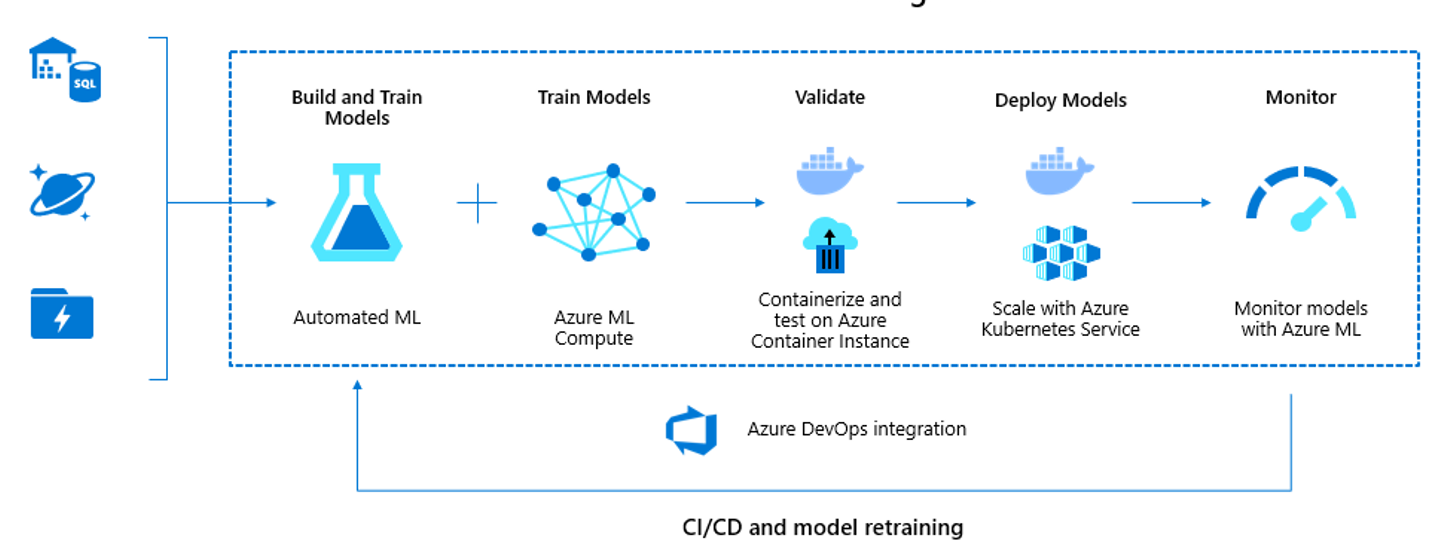 SQL
Build and Train
Models
Automated ML
Train Models
Azure ML
Compute
Validate
Containerize and
test on Azure
Container Instance
Deploy Models
Scale with Azure
Kubernetes Service
Monitor
Monitor models
with Azure ML
Azure DevOps integration
CI/CD and model retraining